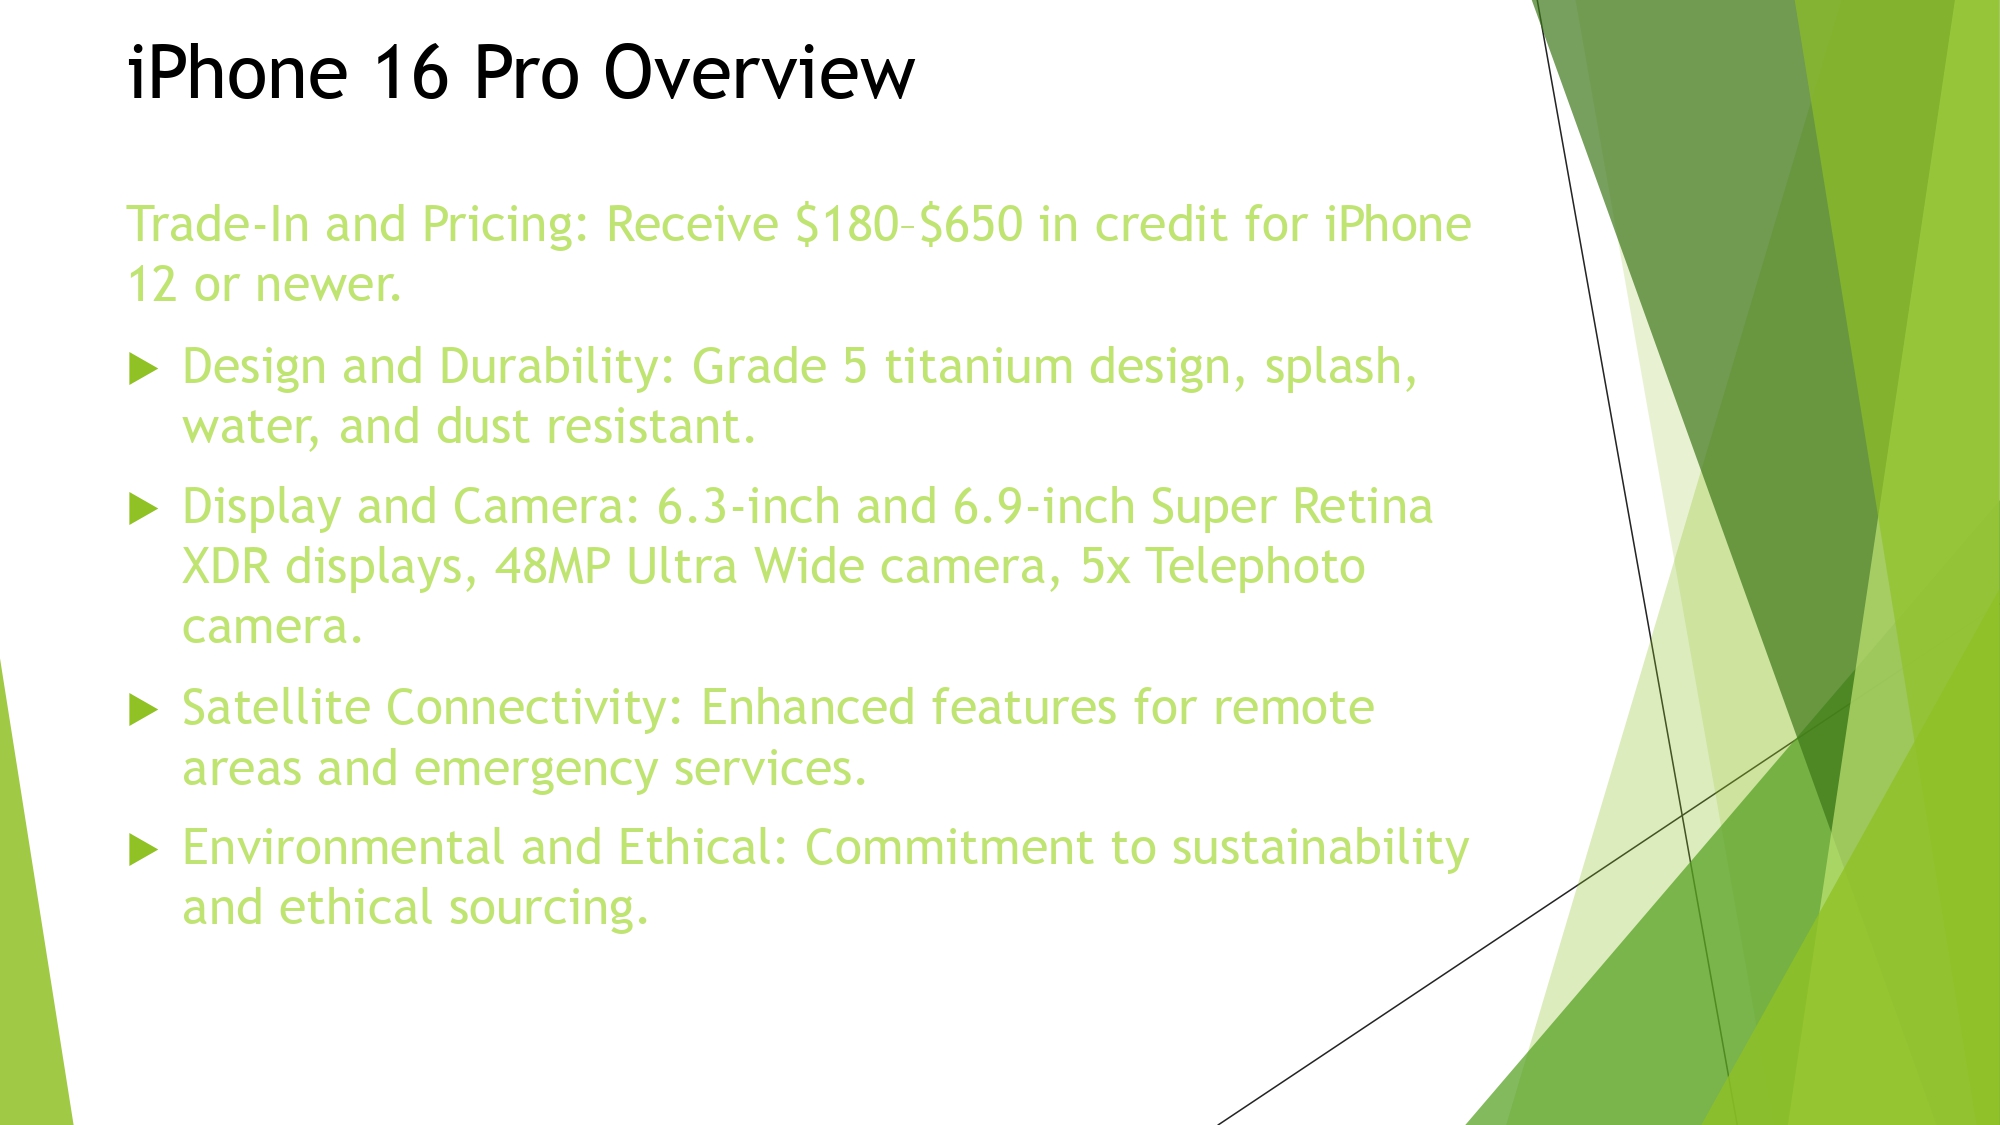 iPhone 16 Pro Overview
Trade-In and Pricing: Receive $180–$650 in credit for iPhone
12 or newer.
Design and Durability: Grade 5 titanium design, splash,
water, and dust resistant.
Display and Camera: 6.3-inch and 6.9-inch Super Retina
XDR displays, 48MP Ultra Wide camera, 5x Telephoto
camera.
Satellite Connectivity: Enhanced features for remote
areas and emergency services.
Environmental and Ethical: Commitment to sustainability
and ethical sourcing.